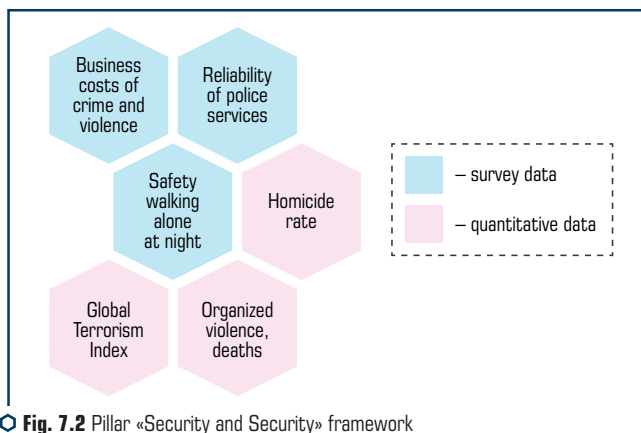 Business
costs of
crime and
violence
Reliability
of police
services
Safety
walking
alone
at night
Homicide
rate
– survey data
– quantitative data
Global
Terrorism
Index
Organized
violence,
deaths
Fig. 7.2 Pillar «Security and Security» framework